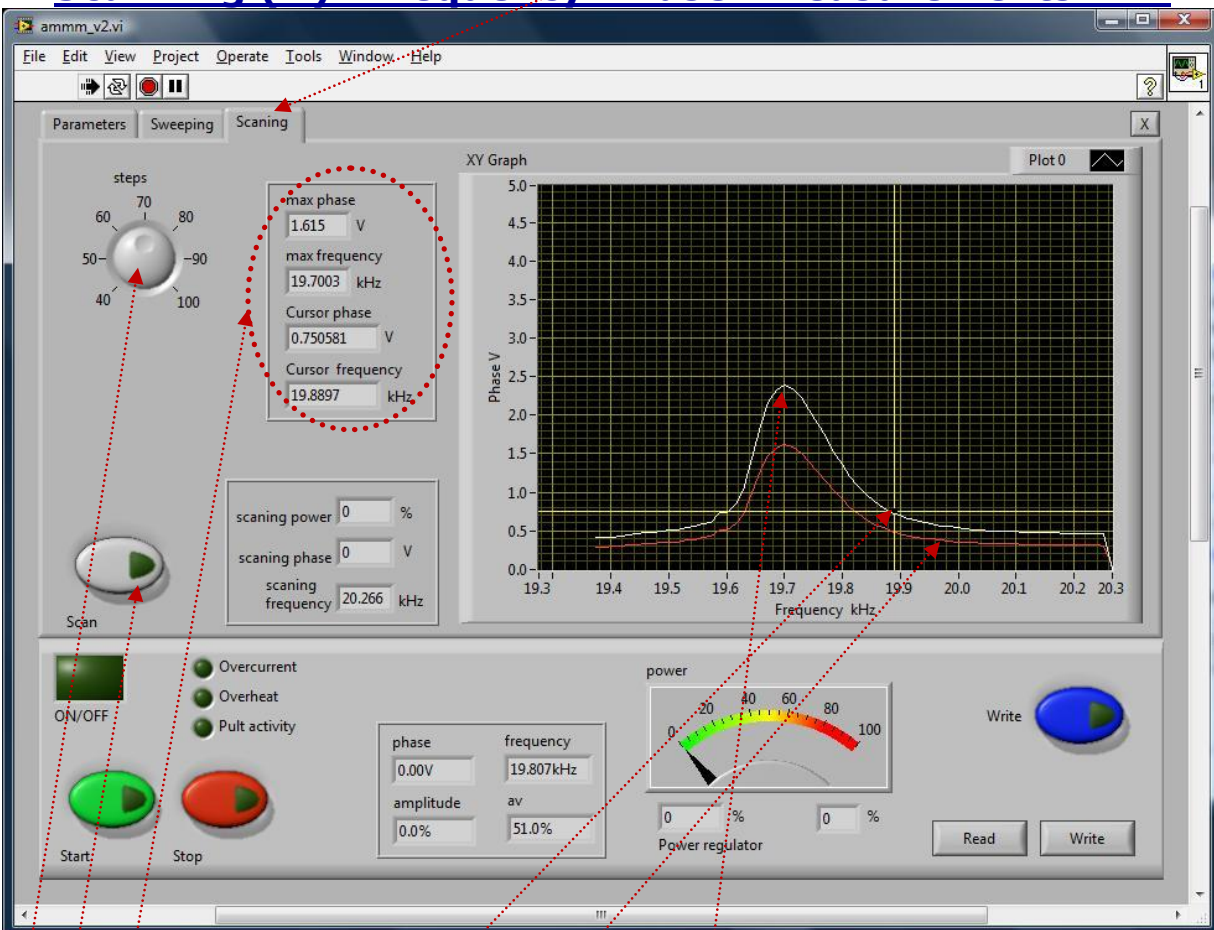 ammm_v2.vi
File Edit View Project Operate Tools Window Help
1
Parameters Sweeping Scaning
X
steps
70
60 80
50 90
40 100
max phase
1.615 V
max frequency
19.7003 kHz
Cursor phase
0.750581 V
Cursor frequency
19.8897 kHz
XY Graph
Plot 0
5.0
4.5
4.0
3.5
3.0
2.5
2.0
1.5
1.0
0.5
0.0
Phase V
19.3 19.4 19.5 19.6 19.7 19.8 19.9 20.0 20.1 20.2 20.3
Frequency kHz
scaning power 0 %
scaning phase 0 V
scaning
frequency 20.266 kHz
Scan
ON/OFF
Overcurrent
Overheat
Pult activity
Start
Stop
phase frequency
0.00V 19.807kHz
amplitude av
0.0% 51.0%
power
0 20 40 60 80 100
0 % 0 %
Power regulator
Write
Read Write